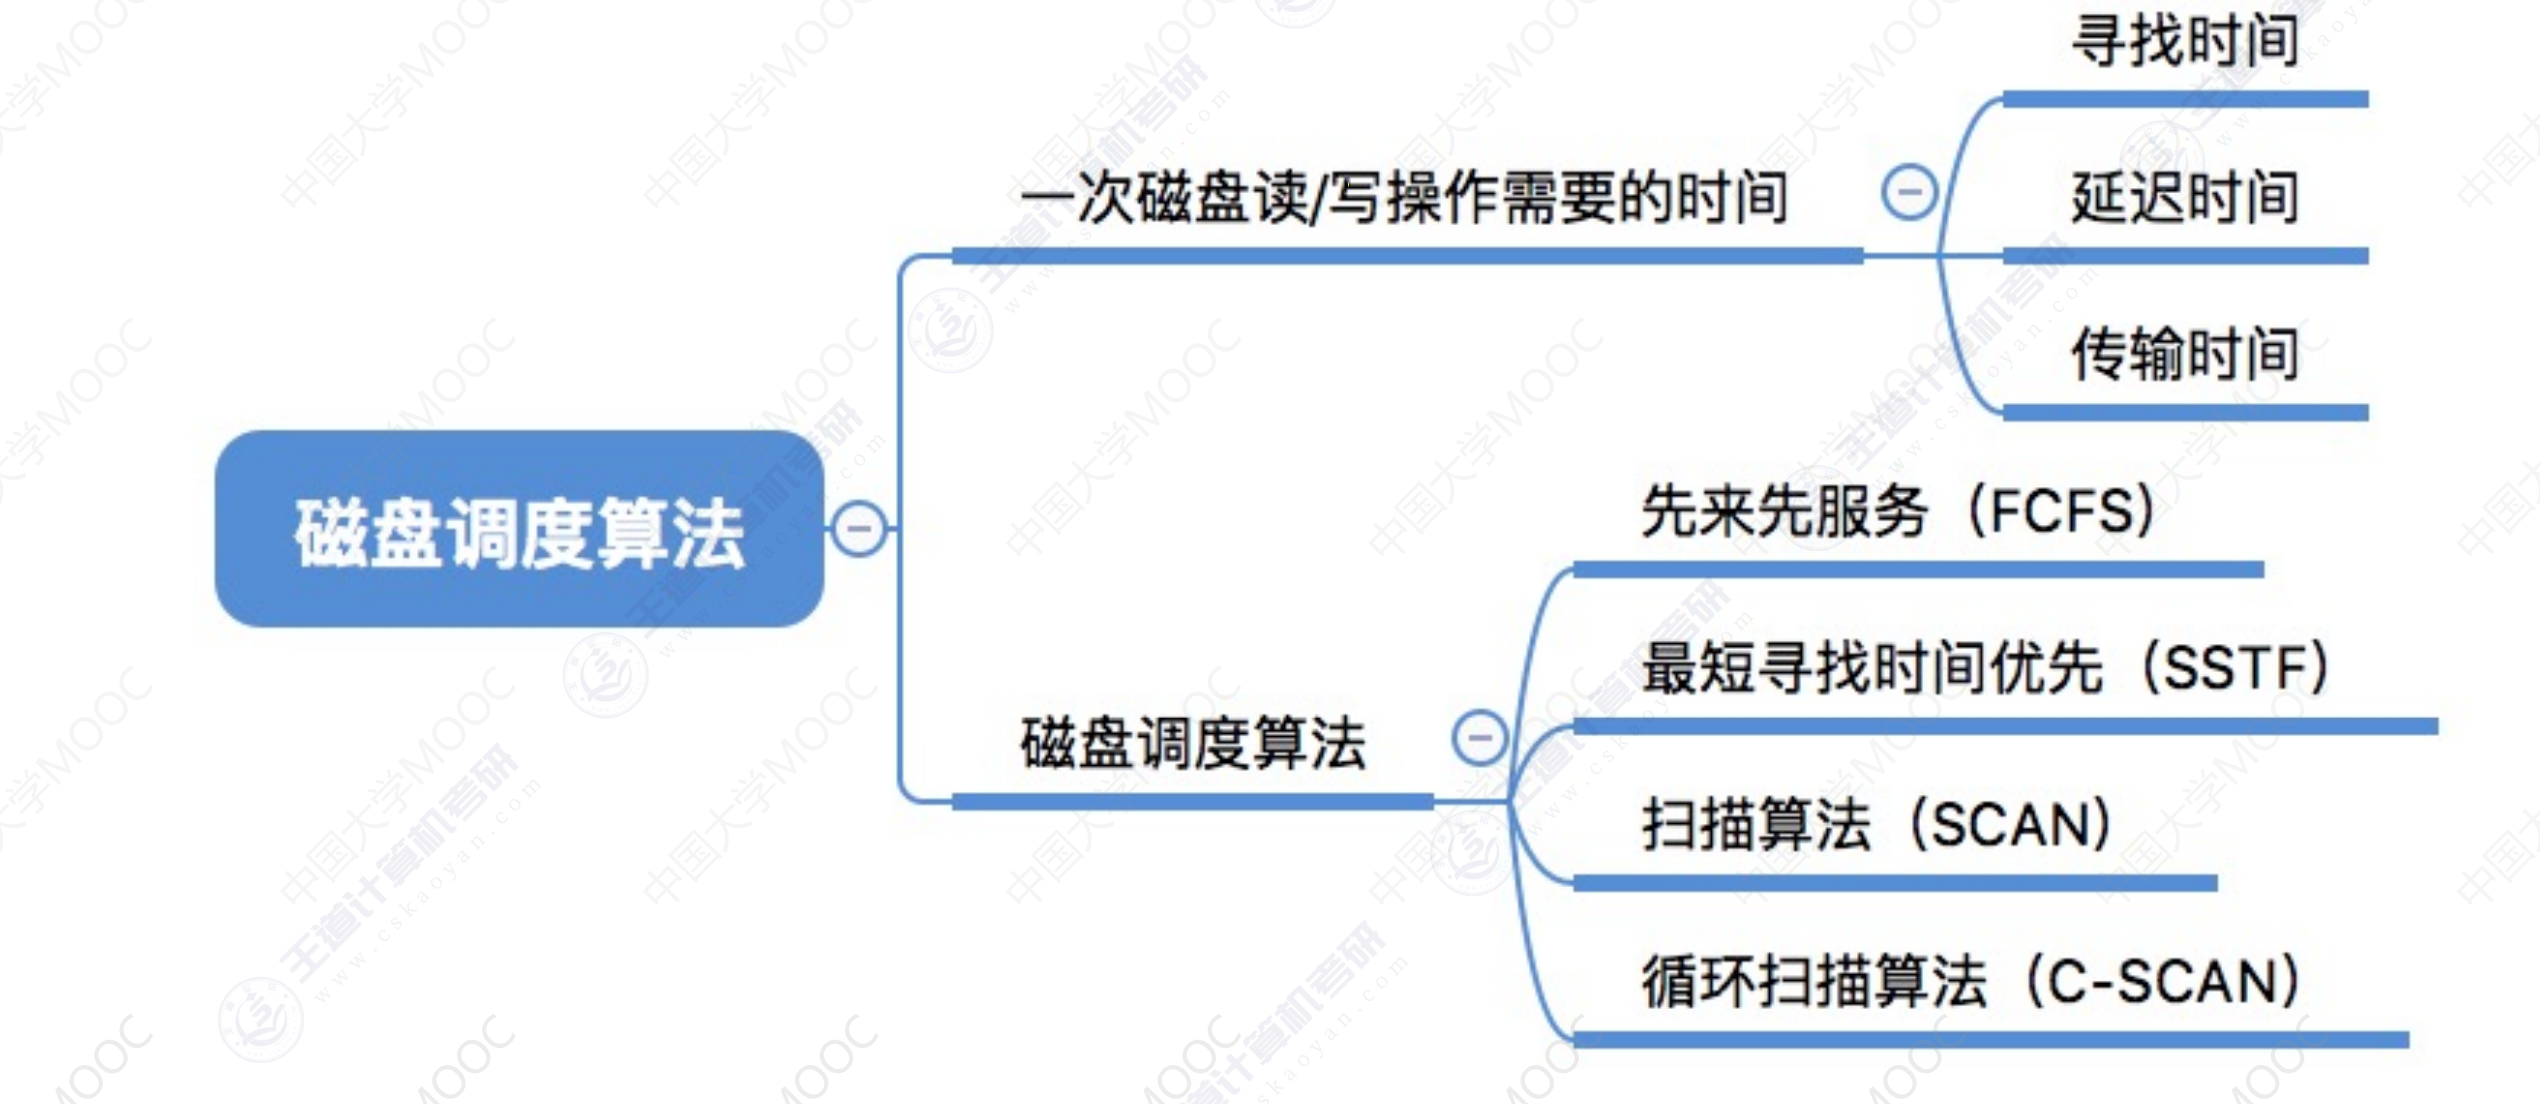 寻找时间
一次磁盘读/写操作需要的时间
延迟时间
传输时间
磁盘调度算法
先来先服务（FCFS）
最短寻找时间优先（SSTF）
磁盘调度算法
扫描算法（SCAN）
循环扫描算法（C-SCAN）
中国大学MOOC
王道计算机考研
www.cskaoyan.com